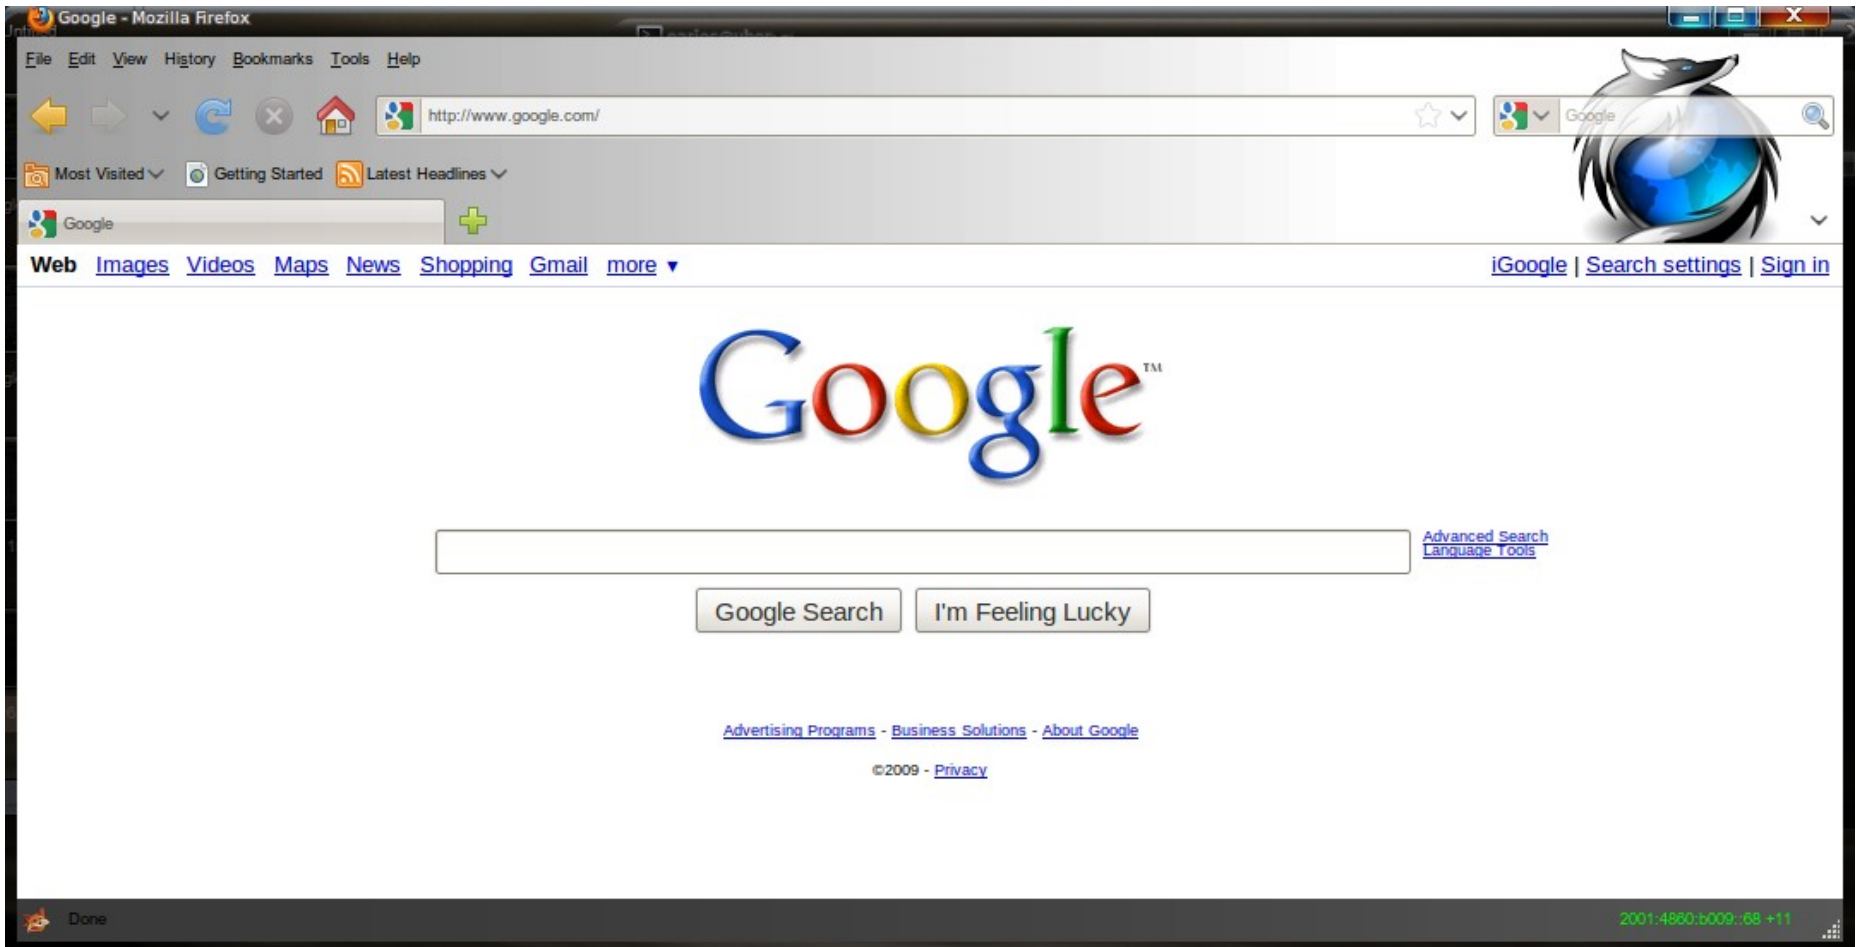 Google - Mozilla Firefox
File Edit View History Bookmarks Tools Help
http://www.google.com/
Google
Most Visited Getting Started Latest Headlines
Google
Web Images Videos Maps News Shopping Gmail more ▼
iGoogle | Search settings | Sign in
Google™
Advanced Search
Language Tools
Google Search I'm Feeling Lucky
Advertising Programs - Business Solutions - About Google
©2009 - Privacy
Done
2001:4860:b009::68 +11